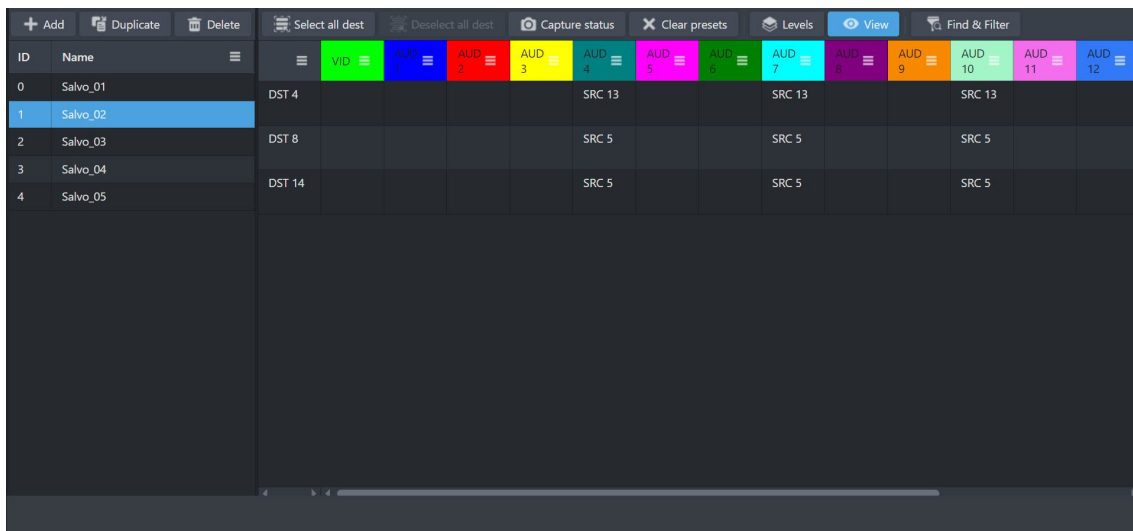 Add Duplicate Delete Select all dest Deselect all dest Capture status Clear presets Levels View Find & Filter
ID Name VID AUD 1 AUD 2 AUD 3 AUD 4 AUD 5 AUD 6 AUD 7 AUD 8 AUD 9 AUD 10 AUD 11 AUD 12
0 Salvo_01
1 Salvo_02
2 Salvo_03
3 Salvo_04
4 Salvo_05
DST 4 SRC 13 SRC 13 SRC 13
DST 8 SRC 5 SRC 5 SRC 5
DST 14 SRC 5 SRC 5 SRC 5